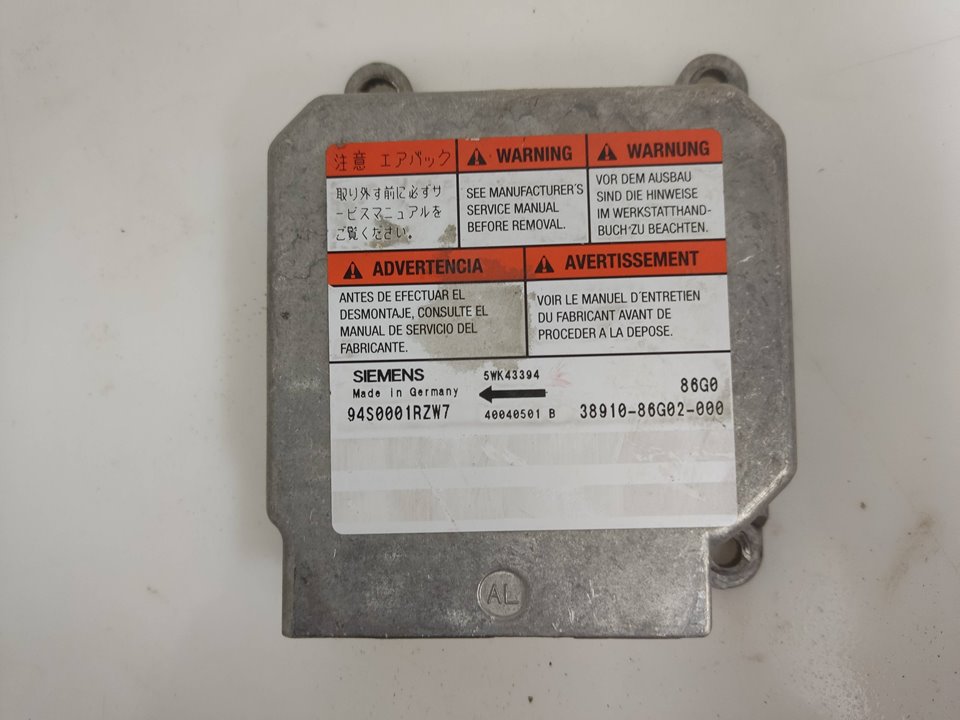 注意 エアバック
取り外す前に必ずサ
ービスマニュアルを
ご覧ください。
WARNING
SEE MANUFACTURER'S
SERVICE MANUAL
BEFORE REMOVAL.
WARNUNG
VOR DEM AUSBAU
SIND DIE HINWEISE
IM WERKSTATTHAND-
BUCH ZU BEACHTEN.
ADVERTENCIA
ANTES DE EFECTUAR EL
DESMONTAJE, CONSULTE EL
MANUAL DE SERVICIO DEL
FABRICANTE.
AVERTISSEMENT
VOIR LE MANUEL D'ENTRETIEN
DU FABRICANT AVANT DE
PROCEDER A LA DEPOSE.
SIEMENS 5WK43394
Made in Germany 86G0
94S0001RZW7 40040501 B 38910-86G02-000
AL